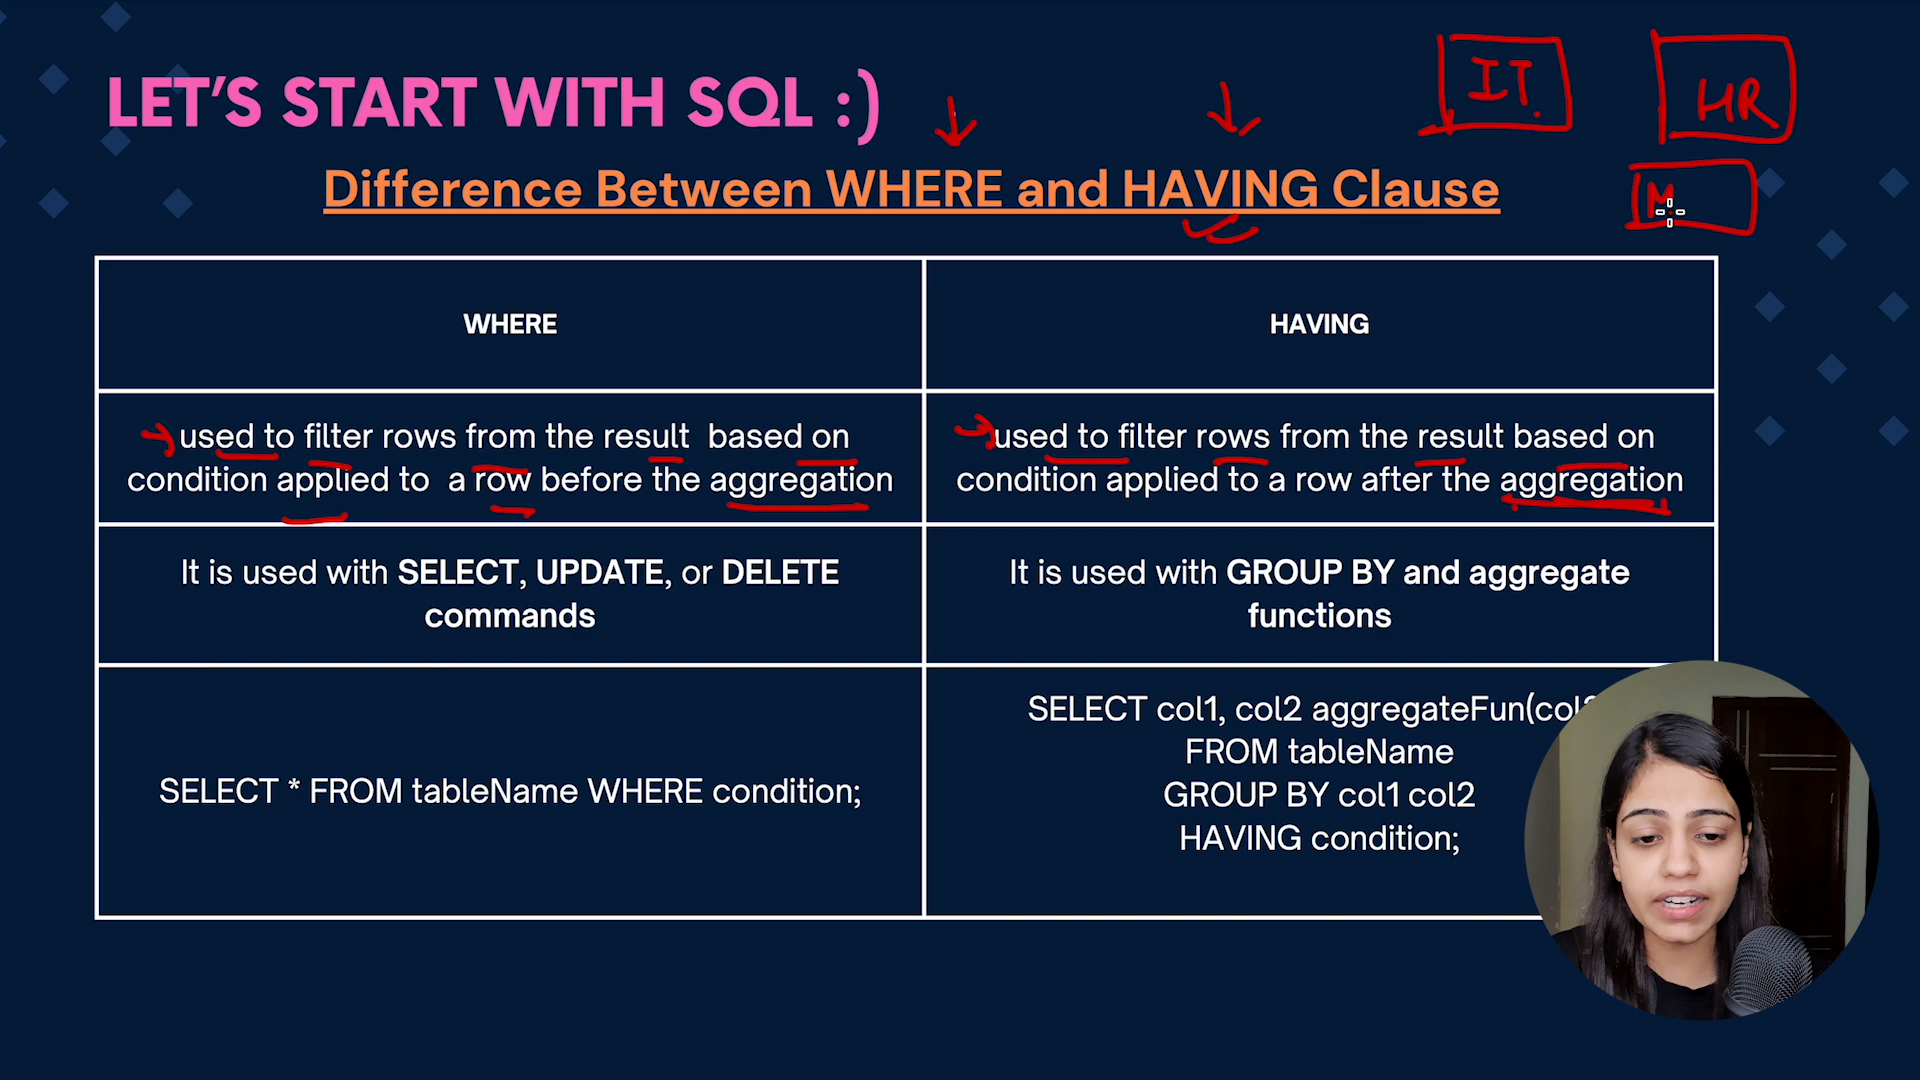 LET'S START WITH SQL :)
IT.
HR
M
Difference Between WHERE and HAVING Clause
WHERE
HAVING
used to filter rows from the result based on
condition applied to a row before the aggregation
used to filter rows from the result based on
condition applied to a row after the aggregation
It is used with SELECT, UPDATE, or DELETE
commands
It is used with GROUP BY and aggregate
functions
SELECT * FROM tableName WHERE condition;
SELECT col1, col2 aggregateFun(col
FROM tableName
GROUP BY col1 col2
HAVING condition;